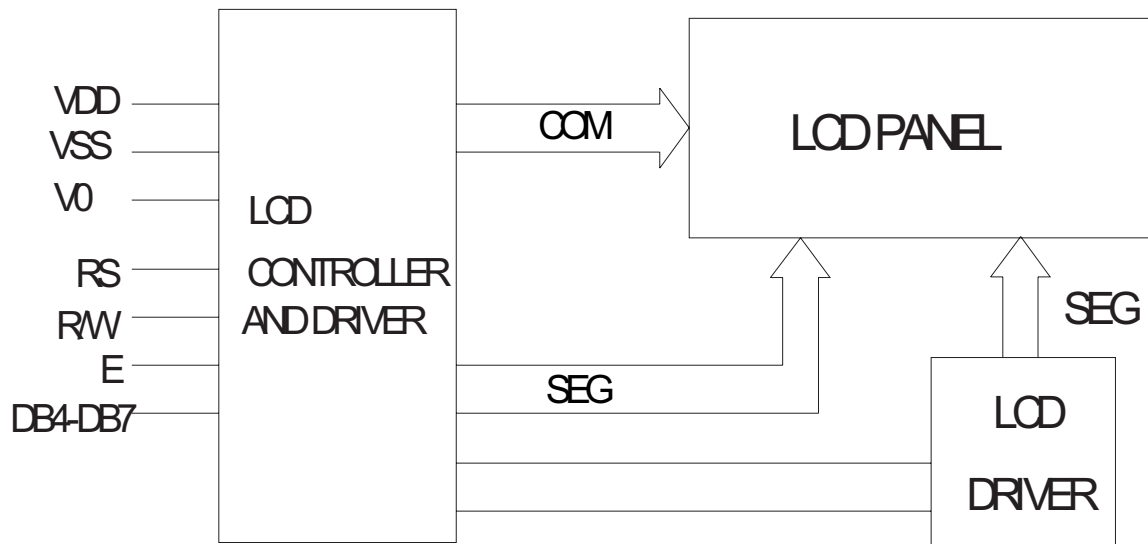 VDD
VSS
V0
RS
R/W
E
DB4-DB7
LCD
CONTROLLER
AND DRIVER
COM
SEG
LCD PANEL
SEG
LCD
DRIVER